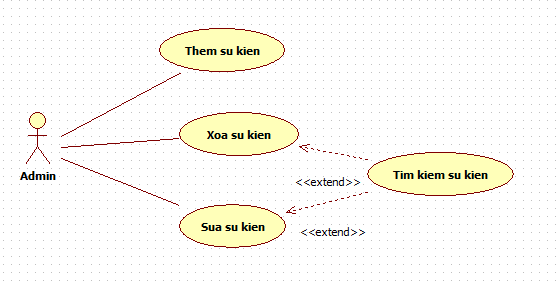 Them su kien
Xoa su kien
Admin
Tim kiem su kien
<<extend>>
Sua su kien
<<extend>>